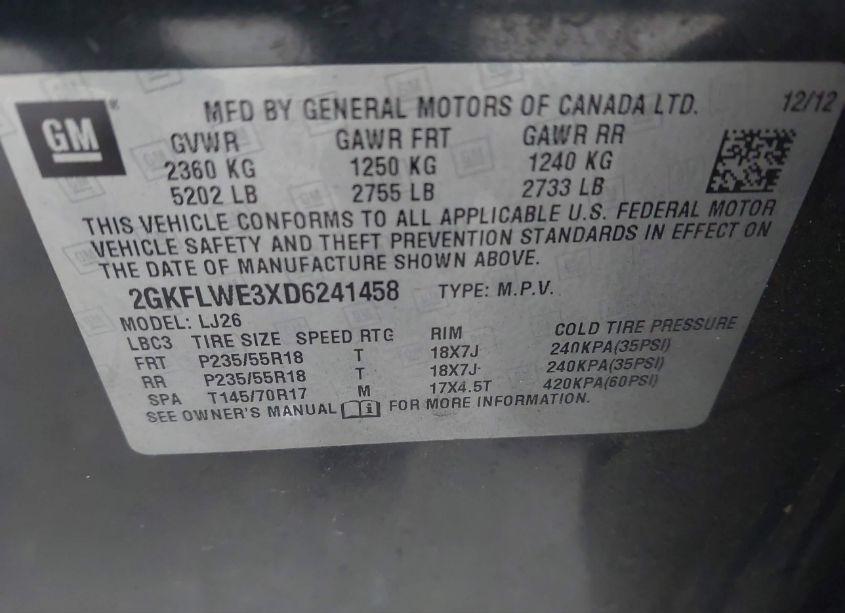 GM ® MFD BY GENERAL MOTORS OF CANADA LTD. 12/12
GVWR GAWR FRT GAWR RR
2360 KG 1250 KG 1240 KG
5202 LB 2755 LB 2733 LB
THIS VEHICLE CONFORMS TO ALL APPLICABLE U.S. FEDERAL MOTOR
VEHICLE SAFETY AND THEFT PREVENTION STANDARDS IN EFFECT ON
THE DATE OF MANUFACTURE SHOWN ABOVE.
2GKFLWE3XD6241458 TYPE: M.P.V.
MODEL: LJ26
LBC3 TIRE SIZE SPEED RTG RIM COLD TIRE PRESSURE
FRT P235/55R18 T 18X7J 240KPA(35PSI)
RR P235/55R18 T 18X7J 240KPA(35PSI)
SPA T145/70R17 M 17X4.5T 420KPA(60PSI)
SEE OWNER'S MANUAL FOR MORE INFORMATION.